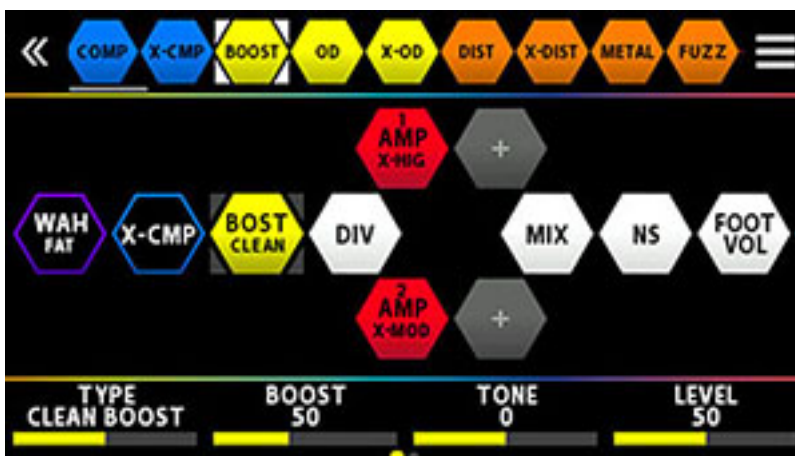 COMP X-CMP BOOST OD X-OD DIST X-DIST METAL FUZZ
1
AMP
X-HIG
+
WAH
FAT
X-CMP
BOST
CLEAN
DIV
MIX
NS
FOOT
VOL
2
AMP
X-MOD
+
TYPE
CLEAN BOOST
BOOST
50
TONE
0
LEVEL
50